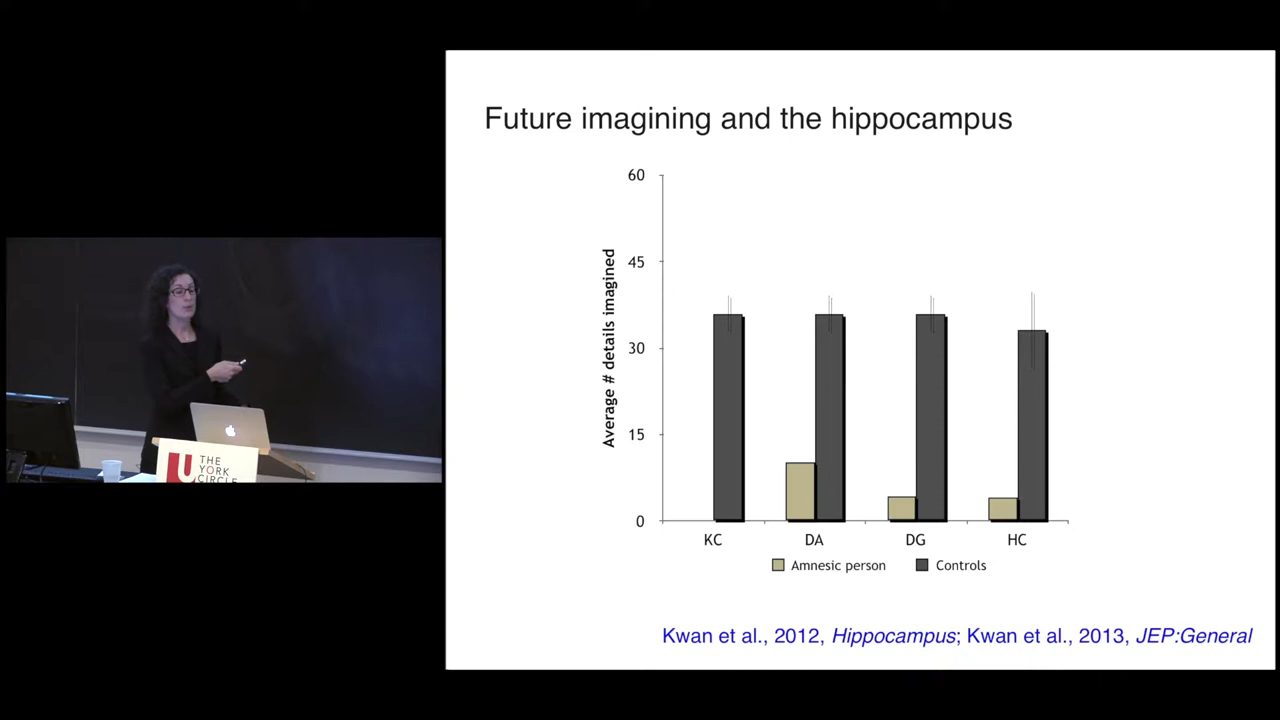 Future imagining and the hippocampus
60
45
30
15
0
Average # details imagined
KC DA DG HC
Amnesic person Controls
Kwan et al., 2012, Hippocampus; Kwan et al., 2013, JEP:General
THE
YORK
CIRCLE